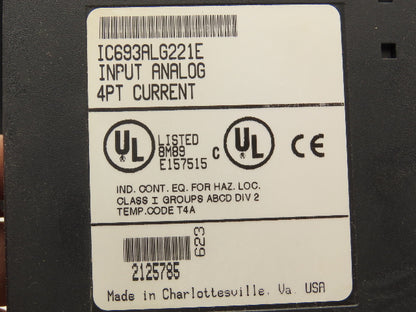 IC693ALG221E
INPUT ANALOG
4PT CURRENT
UL LISTED C UL CE
8M89
E157515
IND. CONT. EQ. FOR HAZ. LOC.
CLASS I GROUPS ABCD DIV 2
TEMP.CODE T4A
623
2125785
Made in Charlottesville, Va. USA